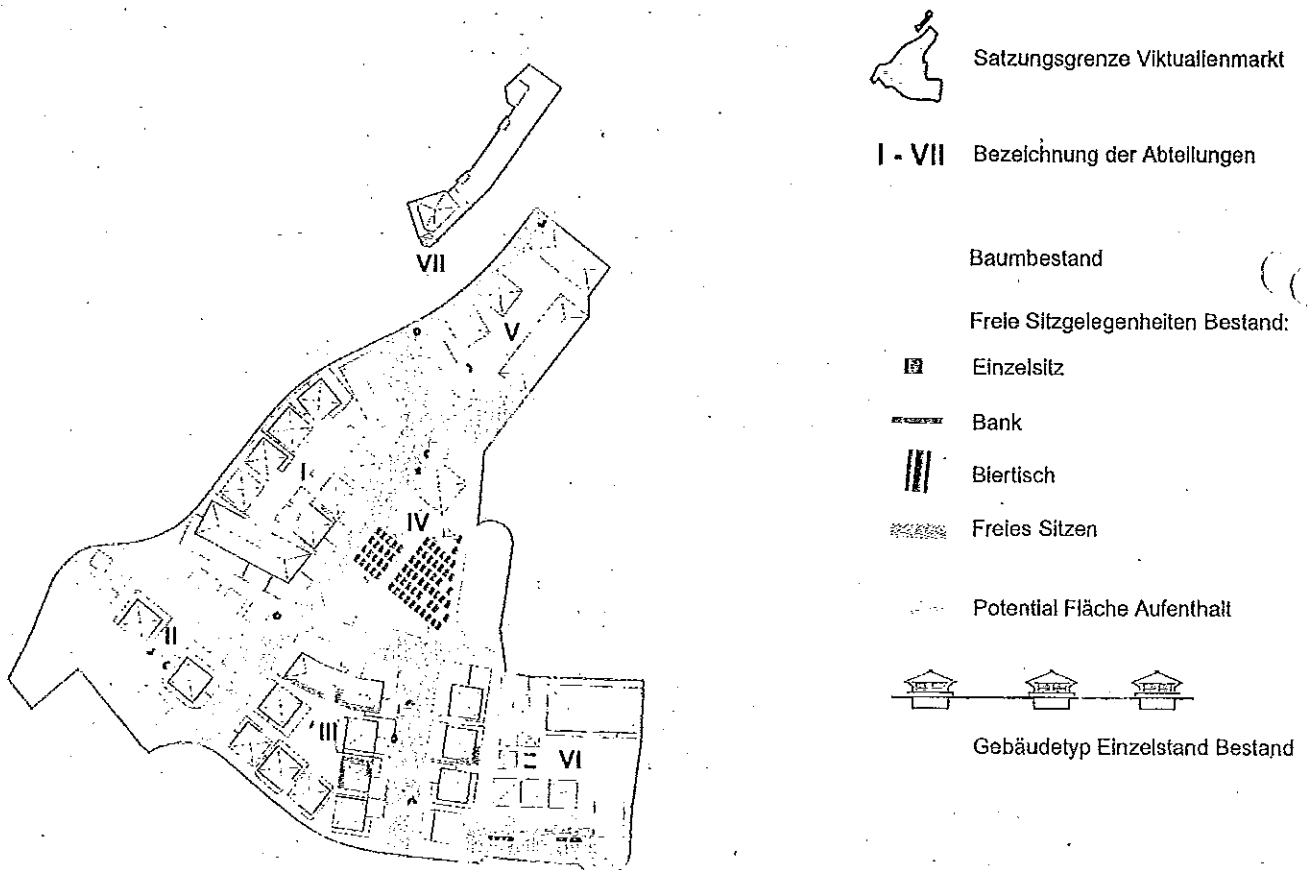 Satzungsgrenze Viktualienmarkt
I - VII Bezeichnung der Abteilungen
Baumbestand
Freie Sitzgelegenheiten Bestand:
Einzelsitz
Bank
Biertisch
Freies Sitzen
Potential Fläche Aufenthalt
Gebäudetyp Einzelstand Bestand
VII
V
I
IV
II
III
VI